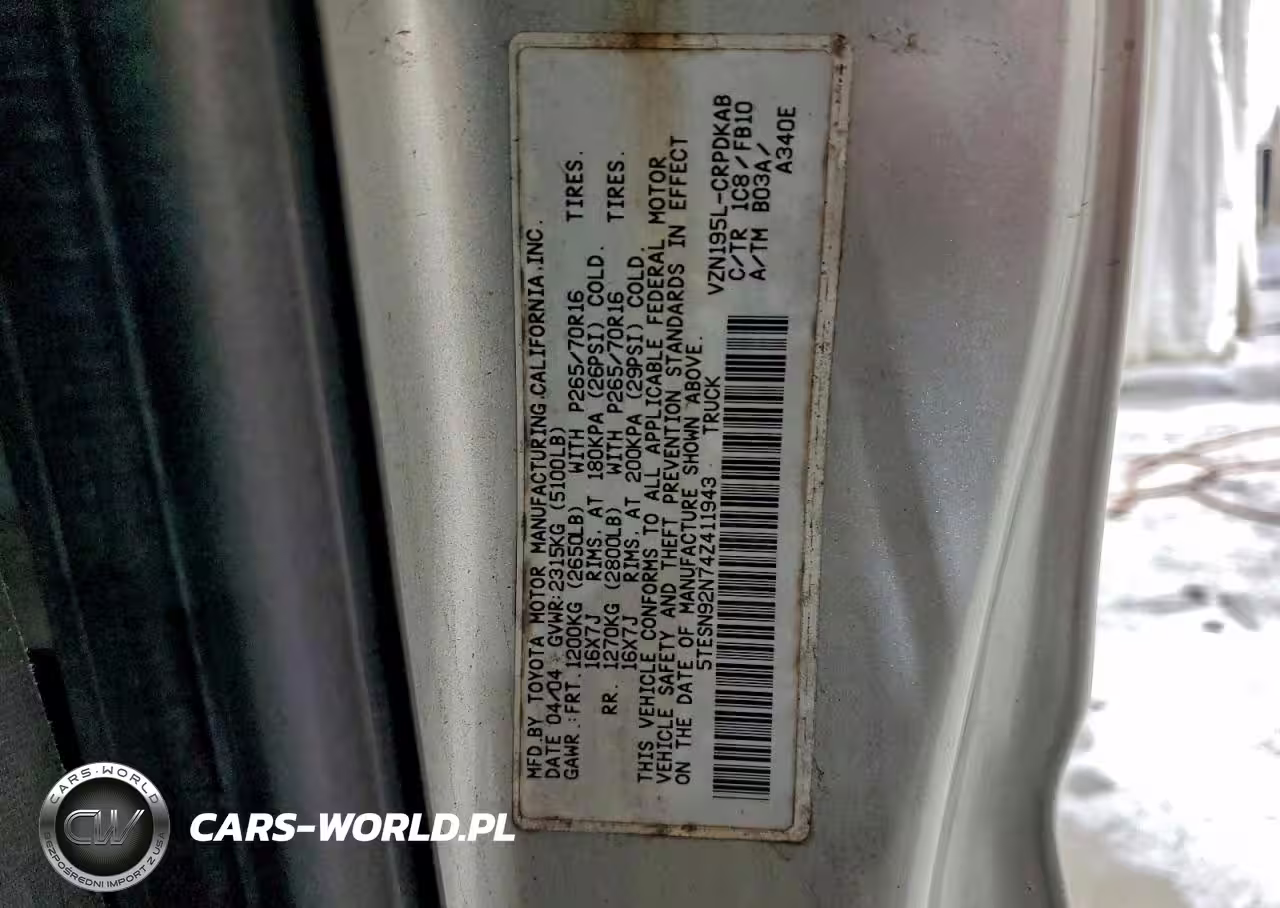 MFD.BY TOYOTA MOTOR MANUFACTURING.CALIFORNIA.INC.
DATE 04/04 GVWR:2315KG (5100LB)
GAWR.:FRT.1200KG (2650LB) WITH P265/70R16 TIRES.
16X7J RIMS, AT 180KPA (26PSI) COLD.
RR. 1270KG (2800LB) WITH P265/70R16 TIRES.
16X7J RIMS, AT 200KPA (29PSI) COLD.
THIS VEHICLE CONFORMS TO ALL APPLICABLE FEDERAL MOTOR
VEHICLE SAFETY AND THEFT PREVENTION STANDARDS IN EFFECT
ON THE DATE OF MANUFACTURE SHOWN ABOVE.
5TESN92N74Z411943 TRUCK
VZN195L-CRPDKAB
C/TR 1C8/FB10
A/TM B03A/
A340E
CARS-WORLD
CW
BEZPOŚREDNI IMPORT Z USA
CARS-WORLD.PL